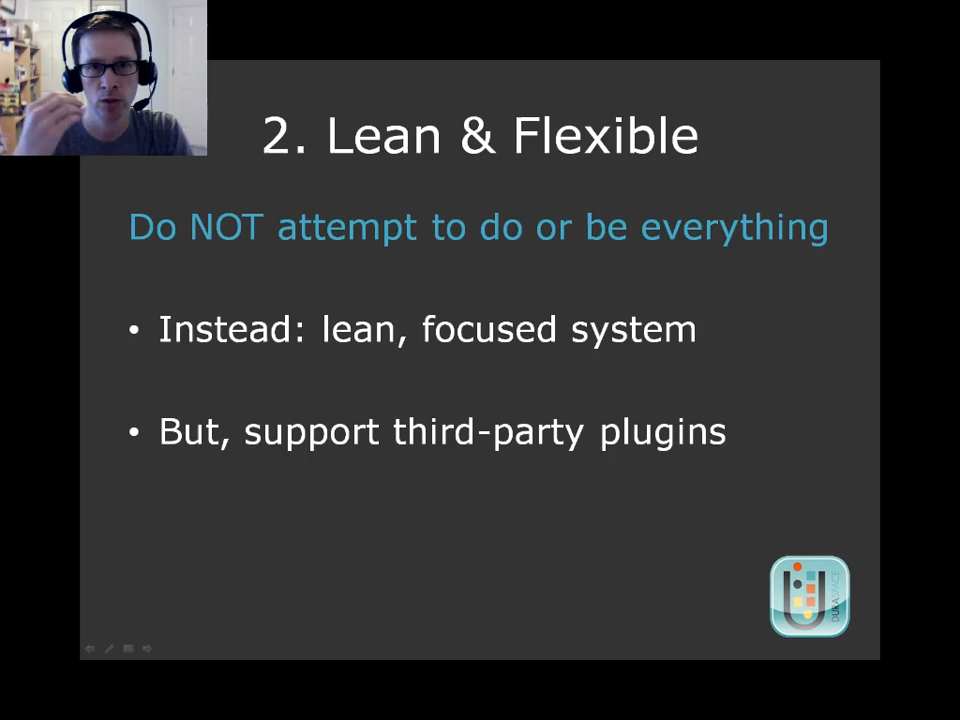 2. Lean & Flexible
Do NOT attempt to do or be everything
• Instead: lean, focused system
• But, support third-party plugins
DURASPACE